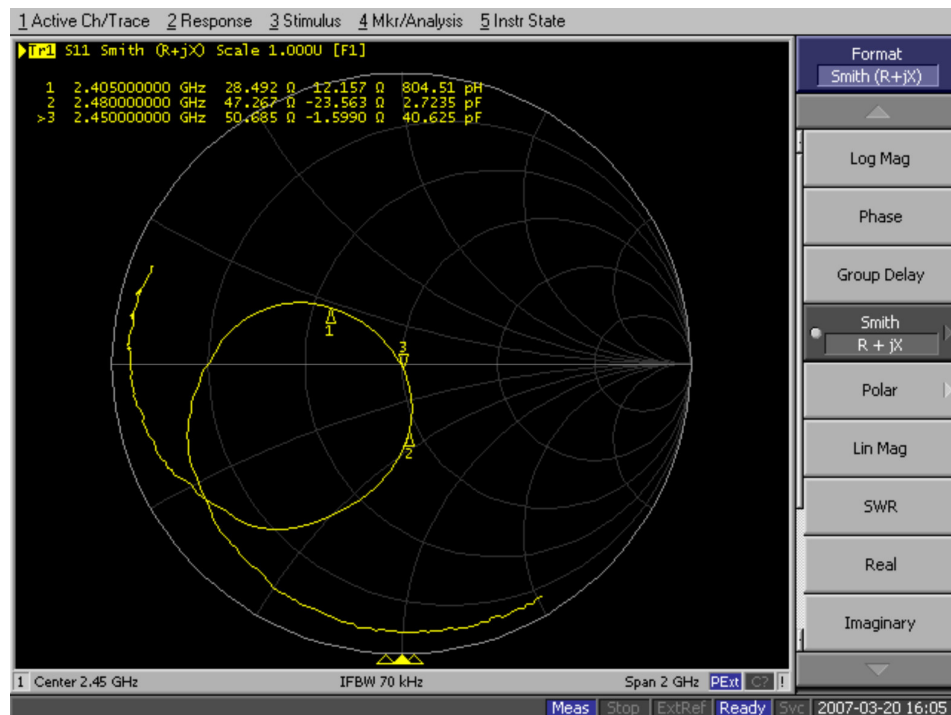 1 Active Ch/Trace 2 Response 3 Stimulus 4 Mkr/Analysis 5 Instr State
Tr1 S11 Smith (R+jX) Scale 1.000U [F1]
1 2.405000000 GHz 28.492 Ω 12.157 Ω 804.51 pH
2 2.480000000 GHz 47.267 Ω -23.563 Ω 2.7235 pF
>3 2.450000000 GHz 50.685 Ω -1.5990 Ω 40.625 pF
1
3
2
Format
Smith (R+jX)
Log Mag
Phase
Group Delay
Smith
R + jX
Polar
Lin Mag
SWR
Real
Imaginary
1 Center 2.45 GHz IFBW 70 kHz Span 2 GHz PExt C? !
Meas Stop ExtRef Ready Svc 2007-03-20 16:05